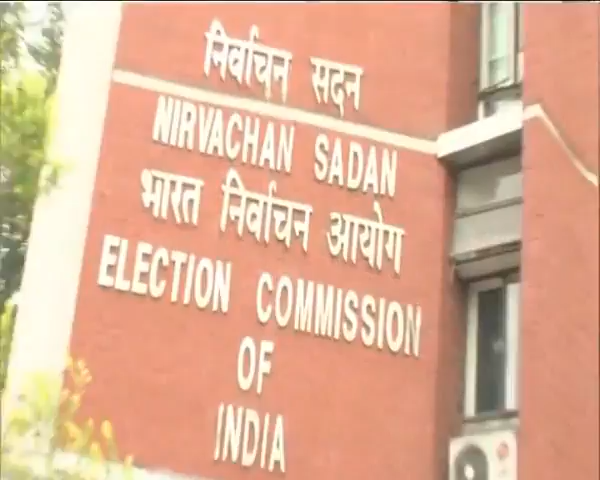 निर्वाचन सदन
NIRVACHAN SADAN
भारत निर्वाचन आयोग
ELECTION COMMISSION
OF
INDIA